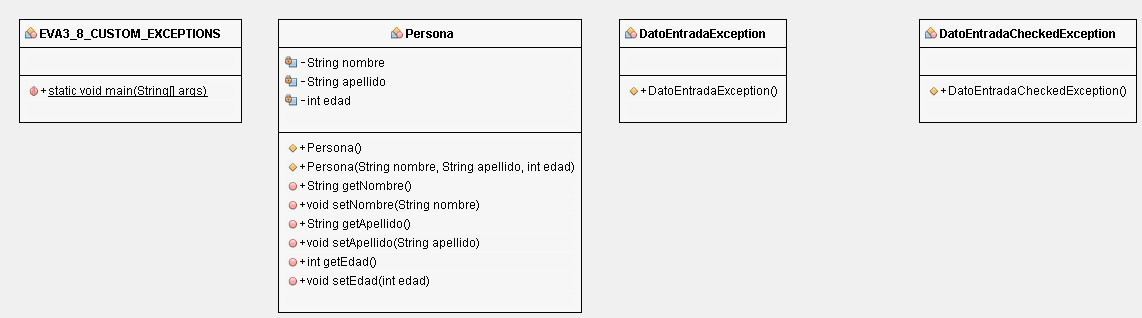 EVA3_8_CUSTOM_EXCEPTIONS
+ static void main(String[] args)
Persona
- String nombre
- String apellido
- int edad
+ Persona()
+ Persona(String nombre, String apellido, int edad)
+ String getNombre()
+ void setNombre(String nombre)
+ String getApellido()
+ void setApellido(String apellido)
+ int getEdad()
+ void setEdad(int edad)
DatoEntradaException
+ DatoEntradaException()
DatoEntradaCheckedException
+ DatoEntradaCheckedException()